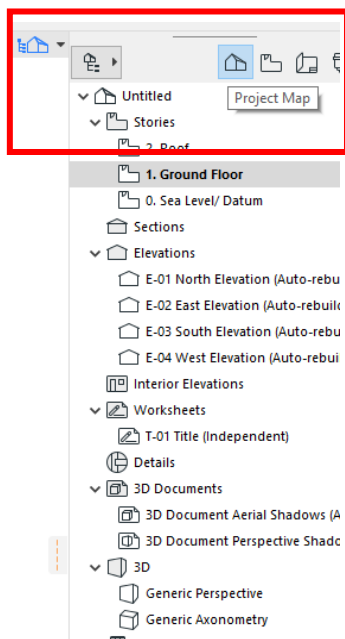 Untitled
Project Map
Stories
2. Roof
1. Ground Floor
0. Sea Level/ Datum
Sections
Elevations
E-01 North Elevation (Auto-rebu
E-02 East Elevation (Auto-rebuild
E-03 South Elevation (Auto-rebu
E-04 West Elevation (Auto-rebui
Interior Elevations
Worksheets
T-01 Title (Independent)
Details
3D Documents
3D Document Aerial Shadows (A
3D Document Perspective Shado
3D
Generic Perspective
Generic Axonometry